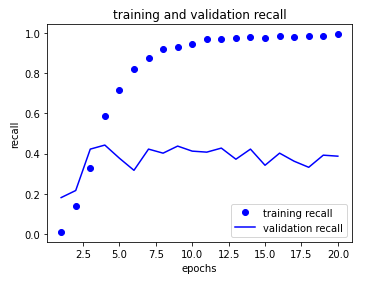 training and validation recall
1.0
0.8
0.6
0.4
0.2
0.0
recall
training recall
validation recall
2.5 5.0 7.5 10.0 12.5 15.0 17.5 20.0
epochs